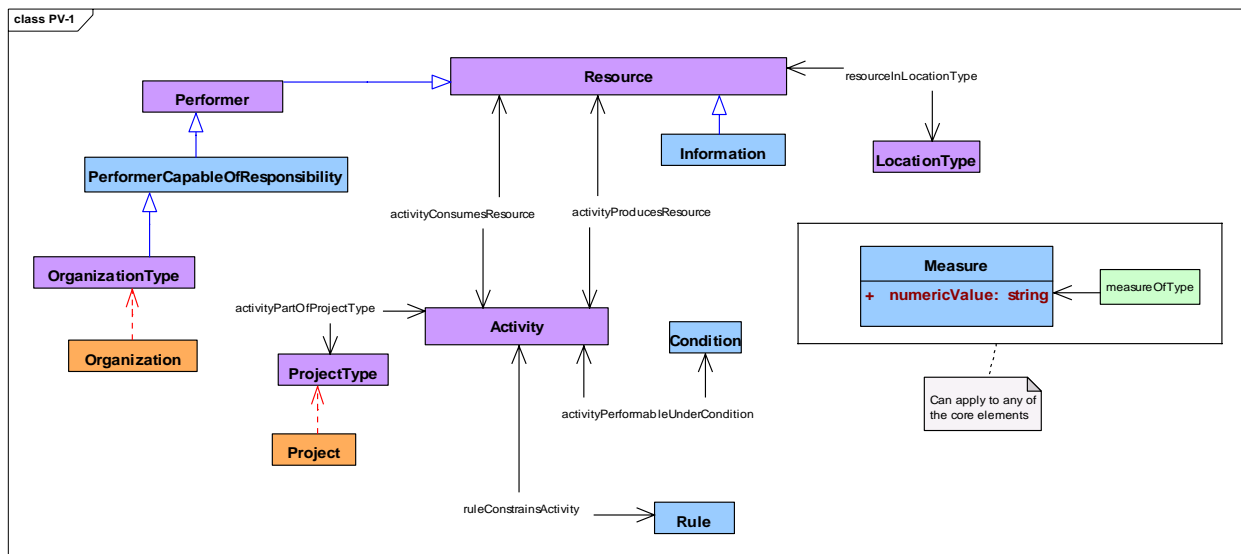 class PV-1
Resource
Performer
resourceInLocationType
Information
LocationType
PerformerCapableOfResponsibility
activityConsumesResource
activityProducesResource
OrganizationType
Measure
+ numericValue: string
measureOfType
activityPartOfProjectType
Activity
Condition
Organization
ProjectType
Can apply to any of
the core elements
activityPerformableUnderCondition
Project
ruleConstrainsActivity
Rule